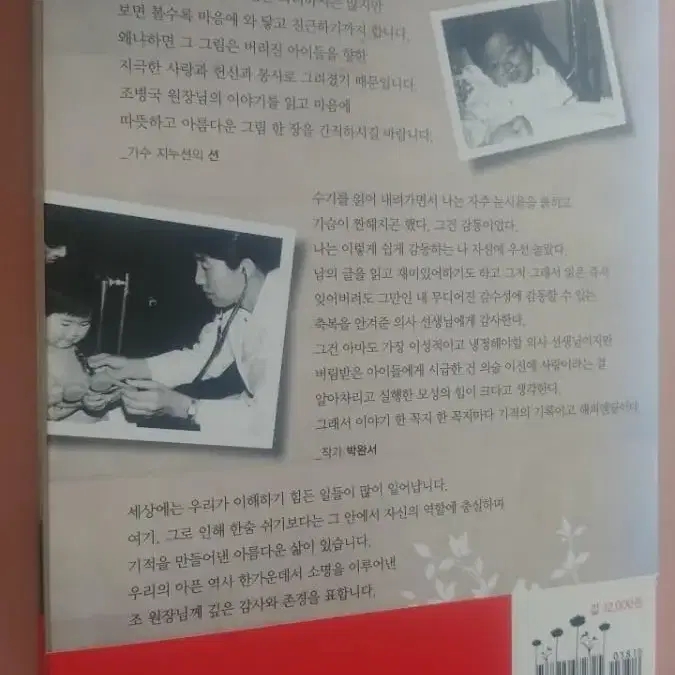 보면 볼수록 마음에 와 닿고 친근하기까지 합니다.
왜냐하면 그 그림은 버려진 아이들을 향한
지극한 사랑과 헌신과 봉사로 그려졌기 때문입니다.
조병국 원장님의 이야기를 읽고 마음에
따뜻하고 아름다운 그림 한 장을 간직하시길 바랍니다.
_가수 지누션의 션
수기를 읽어 내려가면서 나는 자주 눈시울을 붉히고
가슴이 짠해지곤 했다. 그건 감동이었다.
나는 이렇게 쉽게 감동하는 나 자신에 우선 놀랐다.
남의 글을 읽고 재미있어하기도 하고 그저 그래서 읽은 즉시
잊어버려도 그만인 내 무디어진 감수성에 감동할 수 있는
축복을 안겨준 의사 선생님에게 감사한다.
그건 아마도 가장 이성적이고 냉정해야할 의사 선생님이지만
버림받은 아이들에게 시급한 건 의술 이전에 사랑이라는 걸
알아차리고 실행한 모성의 힘이 크다고 생각한다.
그래서 이야기 한 꼭지 한 꼭지마다 기적의 기록이고 해피엔딩이다.
_작가 박완서
세상에는 우리가 이해하기 힘든 일들이 많이 일어납니다.
여기, 그로 인해 한숨 쉬기보다는 그 안에서 자신의 역할에 충실하며
기적을 만들어낸 아름다운 삶이 있습니다.
우리의 아픈 역사 한가운데서 소명을 이루어낸
조 원장님께 깊은 감사와 존경을 표합니다.
값 12,000원
03810